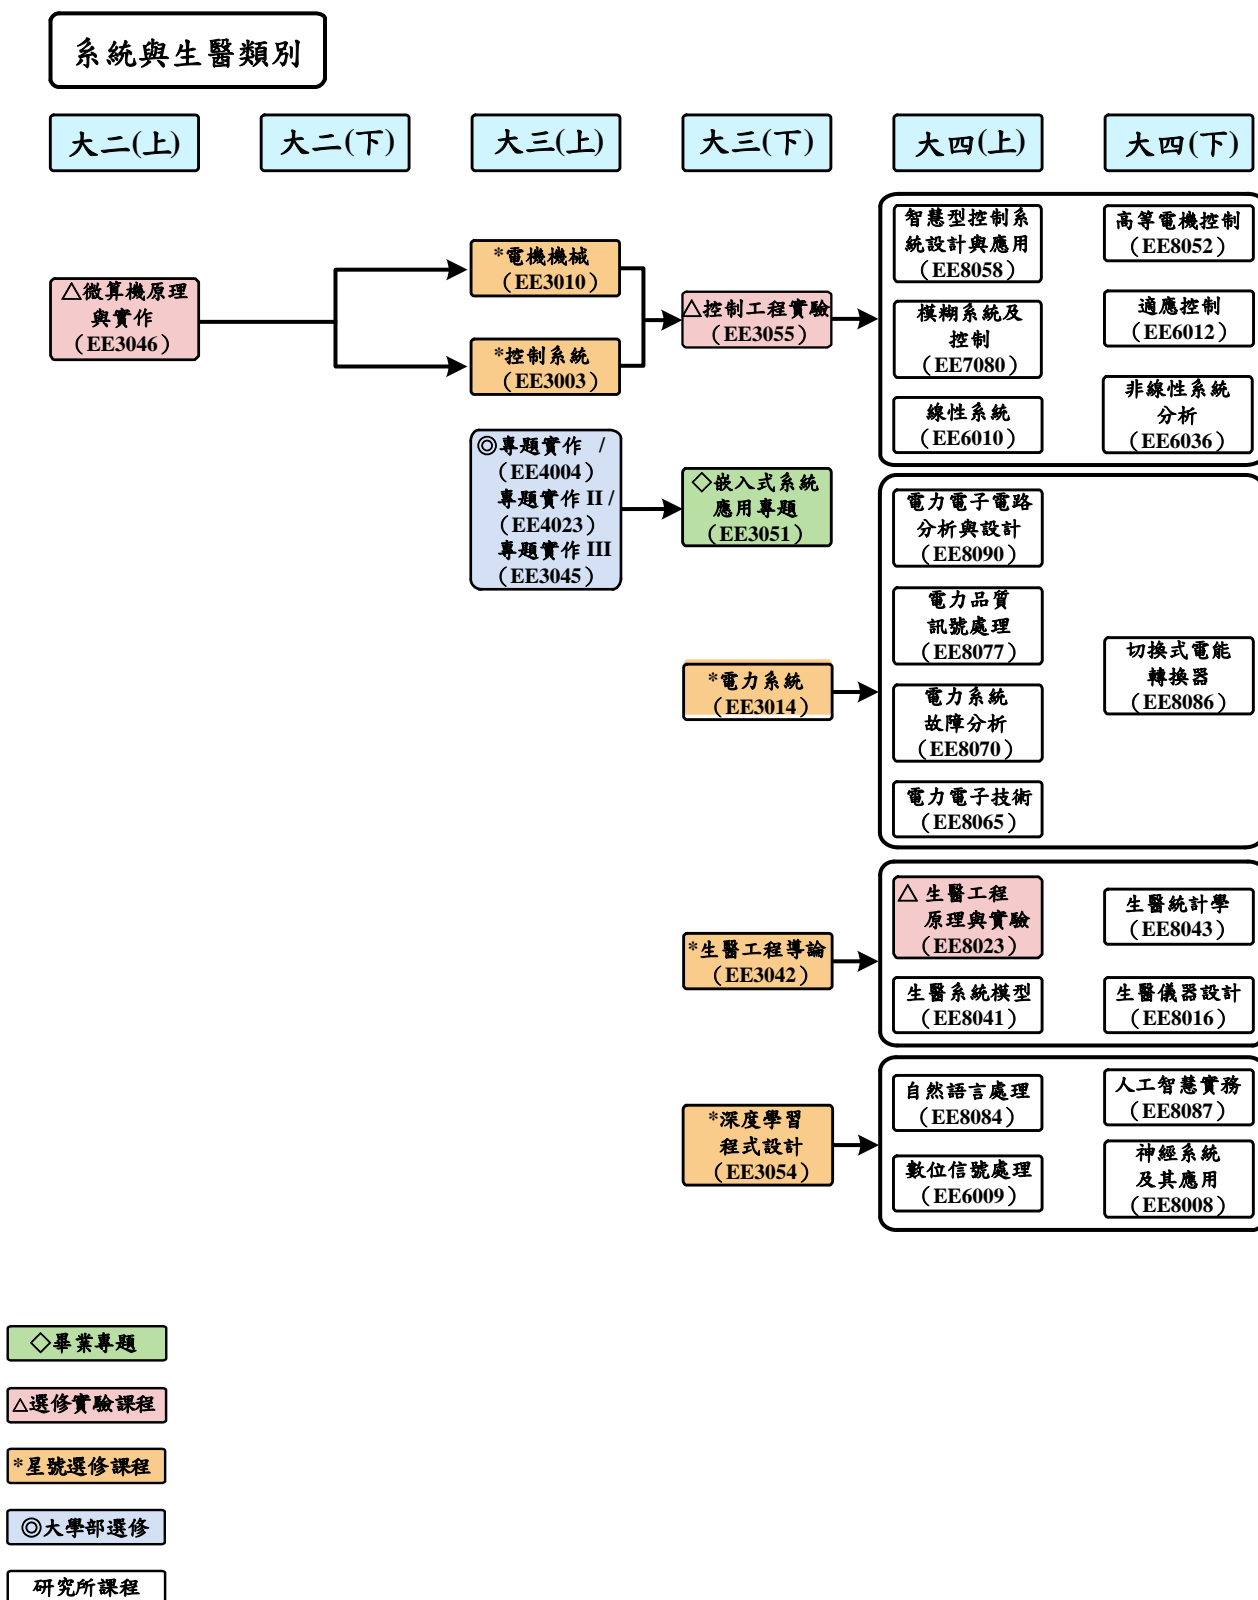 系統與生醫類別
大二(上)
大二(下)
大三(上)
大三(下)
大四(上)
大四(下)
△微算機原理
與實作
（EE3046）
*電機機械
（EE3010）
*控制系統
（EE3003）
◎專題實作 /
（EE4004）
專題實作 II /
（EE4023）
專題實作 III
（EE3045）
△控制工程實驗
（EE3055）
◇嵌入式系統
應用專題
（EE3051）
*電力系統
（EE3014）
*生醫工程導論
（EE3042）
*深度學習
程式設計
（EE3054）
智慧型控制系
統設計與應用
（EE8058）
模糊系統及
控制
（EE7080）
線性系統
（EE6010）
高等電機控制
（EE8052）
適應控制
（EE6012）
非線性系統
分析
（EE6036）
電力電子電路
分析與設計
（EE8090）
電力品質
訊號處理
（EE8077）
電力系統
故障分析
（EE8070）
電力電子技術
（EE8065）
切換式電能
轉換器
（EE8086）
△ 生醫工程
原理與實驗
（EE8023）
生醫系統模型
（EE8041）
生醫統計學
（EE8043）
生醫儀器設計
（EE8016）
自然語言處理
（EE8084）
數位信號處理
（EE6009）
人工智慧實務
（EE8087）
神經系統
及其應用
（EE8008）
◇畢業專題
△選修實驗課程
*星號選修課程
◎大學部選修
研究所課程